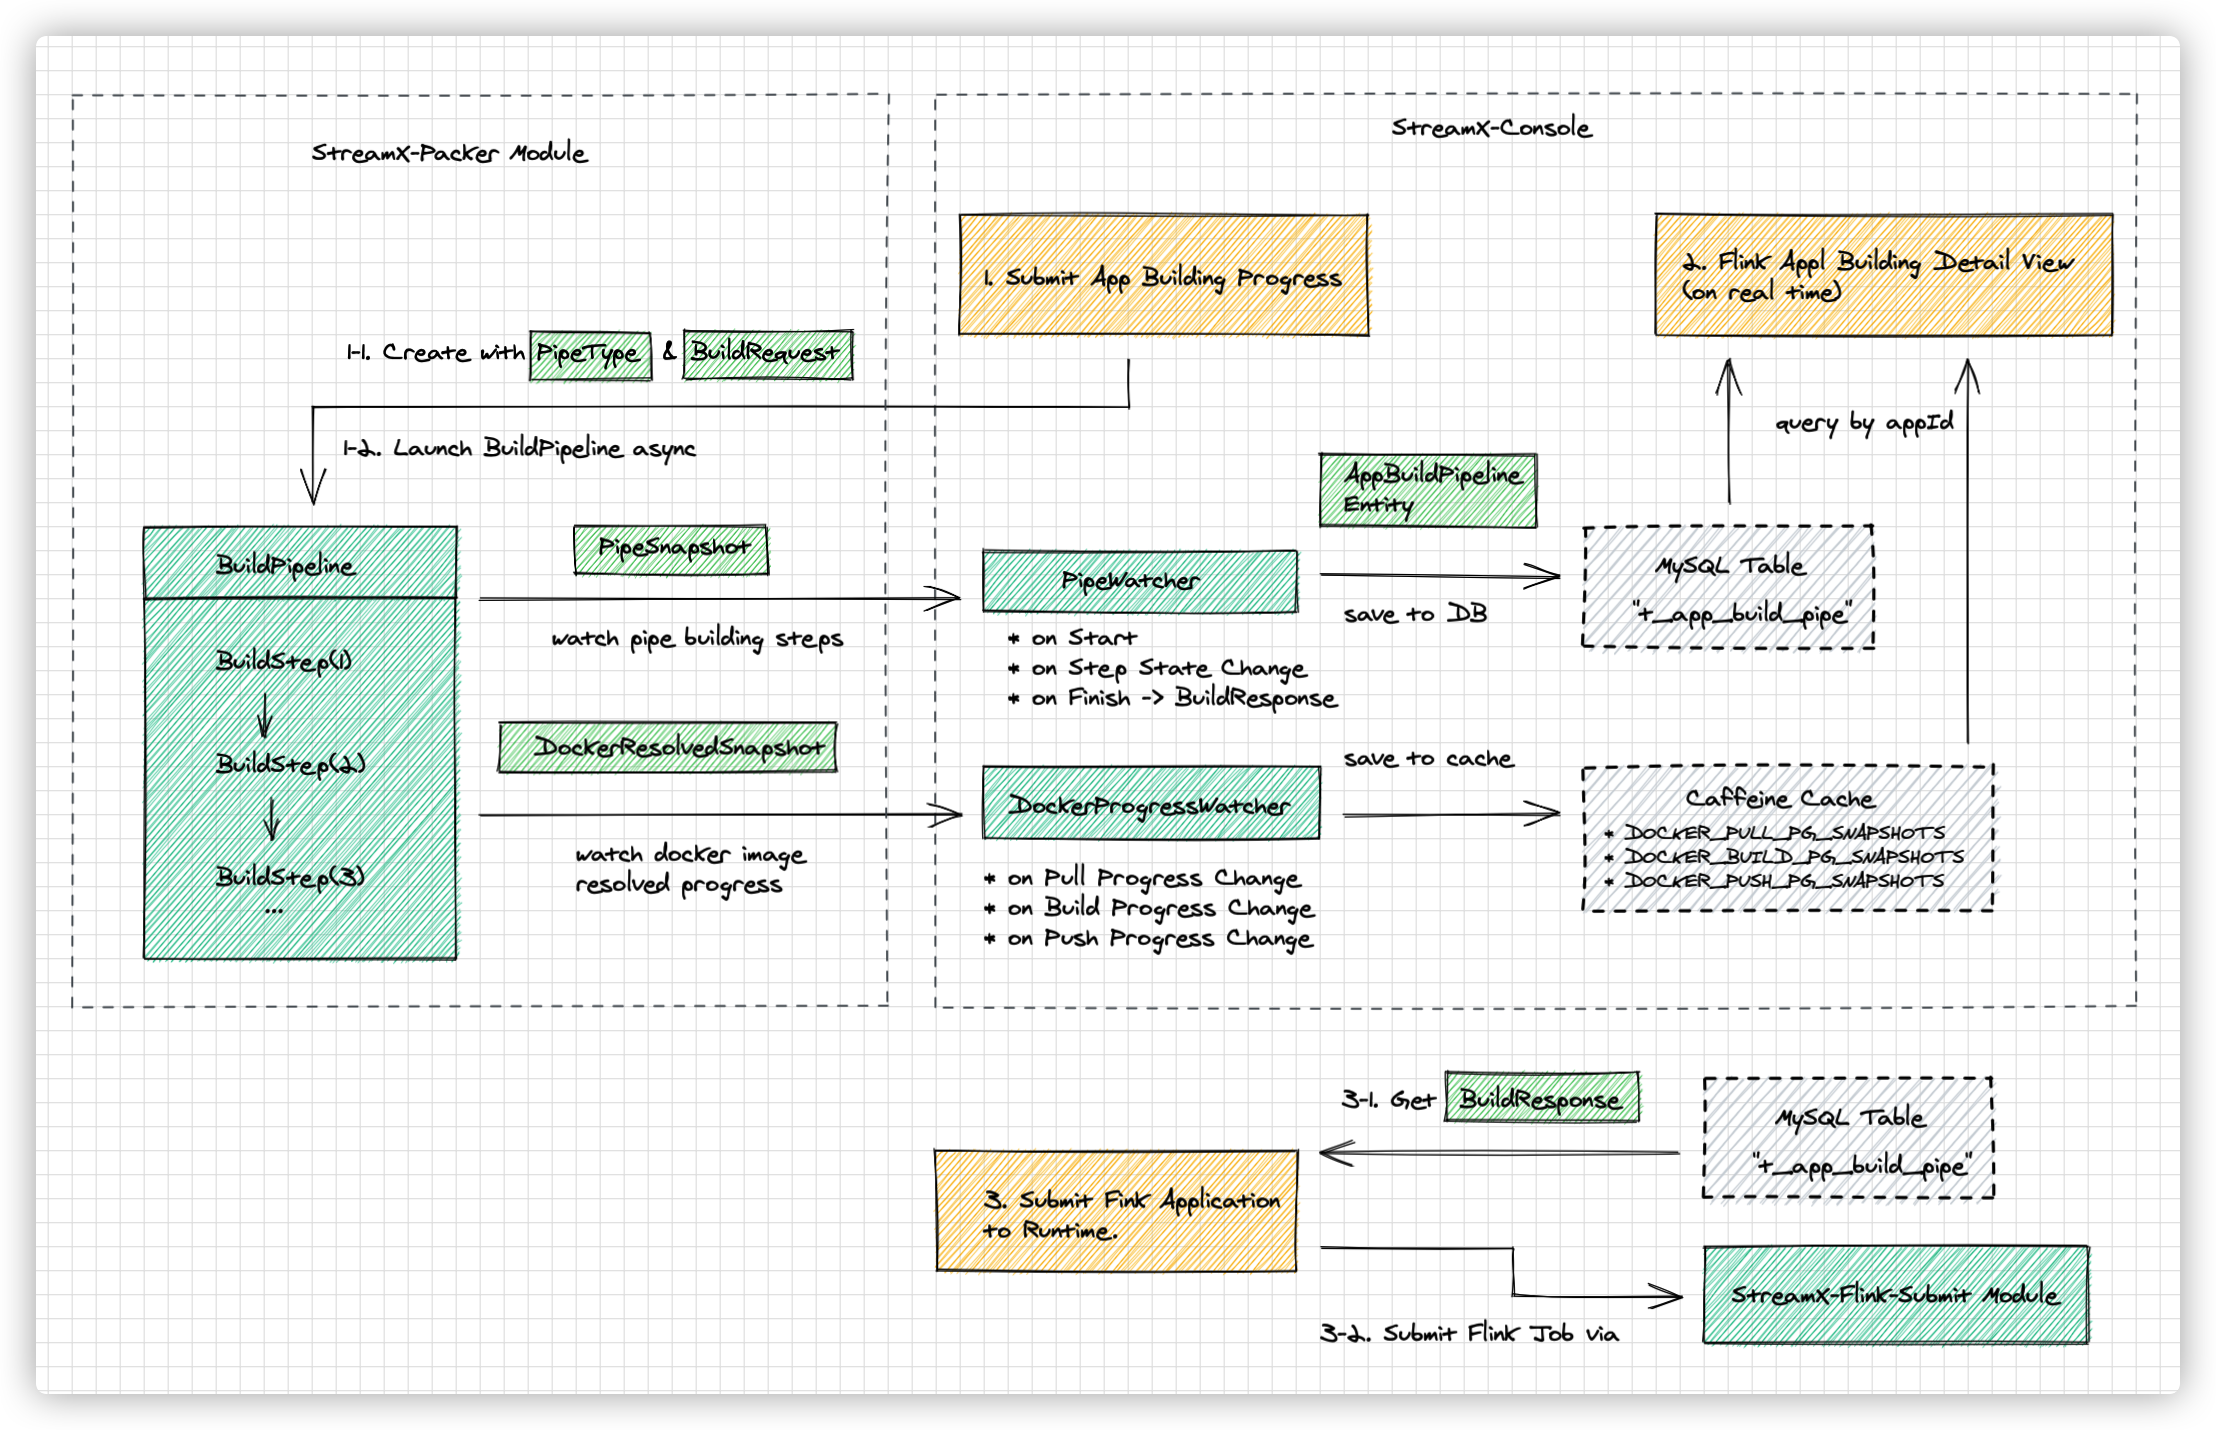 StreamX-Packer Module
StreamX-Console
1. Submit App Building Progress
2. Flink Appl Building Detail View
(on real time)
1-1. Create with PipeType & BuildRequest
1-2. Launch BuildPipeline async
query by appId
AppBuildPipeline
Entity
BuildPipeline
PipeSnapshot
PipeWatcher
MySQL Table
"t_app_build_pipe"
save to DB
watch pipe building steps
* on Start
* on Step State Change
* on Finish -> BuildResponse
BuildStep(1)
BuildStep(2)
BuildStep(3)
...
DockerResolvedSnapshot
watch docker image
resolved progress
DockerProgressWatcher
save to cache
* on Pull Progress Change
* on Build Progress Change
* on Push Progress Change
Caffeine Cache
* DOCKER_PULL_PG_SNAPSHOTS
* DOCKER_BUILD_PG_SNAPSHOTS
* DOCKER_PUSH_PG_SNAPSHOTS
3-1. Get BuildResponse
MySQL Table
"t_app_build_pipe"
3. Submit Fink Application
to Runtime.
StreamX-Flink-Submit Module
3-2. Submit Flink Job via